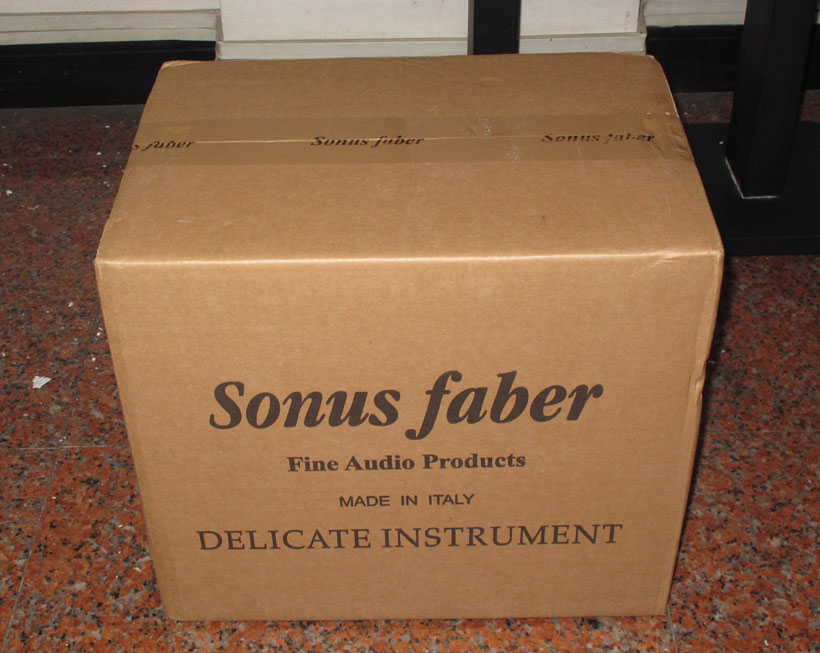 s faber Sonus faber Sonus faber
Sonus faber
Fine Audio Products
MADE IN ITALY
DELICATE INSTRUMENT